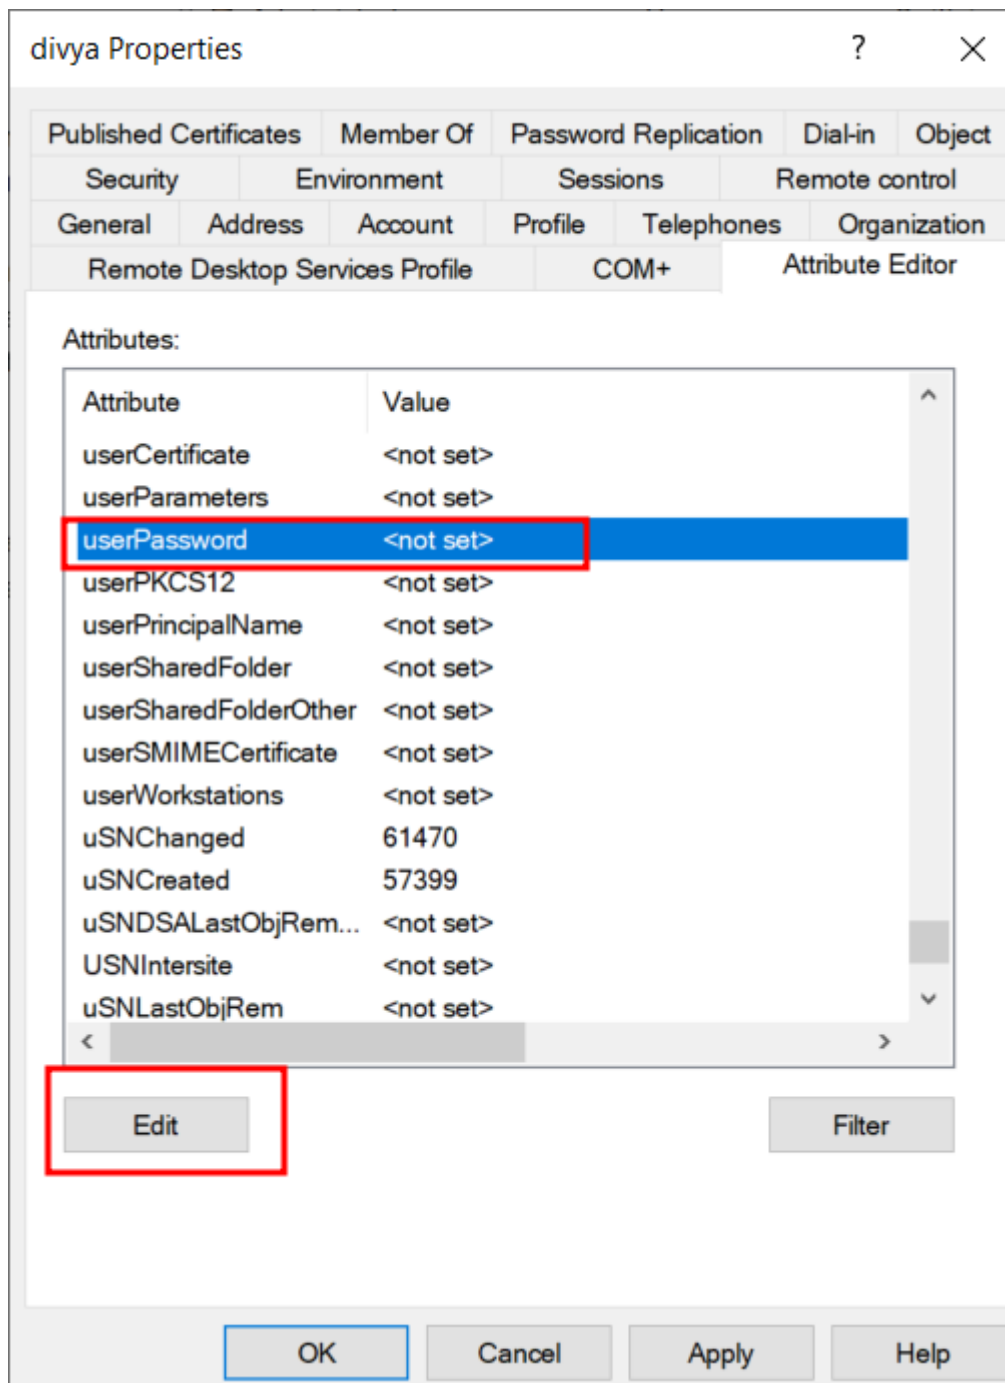 divya Properties ?
Published Certificates Member Of Password Replication Dial-in Object
Security Environment Sessions Remote control
General Address Account Profile Telephones Organization
Remote Desktop Services Profile COM+ Attribute Editor
Attributes:
Attribute Value
userCertificate <not set>
userParameters <not set>
userPassword <not set>
userPKCS12 <not set>
userPrincipalName <not set>
userSharedFolder <not set>
userSharedFolderOther <not set>
userSMIMECertificate <not set>
userWorkstations <not set>
uSNChanged 61470
uSNCreated 57399
uSNDSALastObjRem... <not set>
USNIntersite <not set>
uSNLastObjRem <not set>
Edit Filter
OK Cancel Apply Help